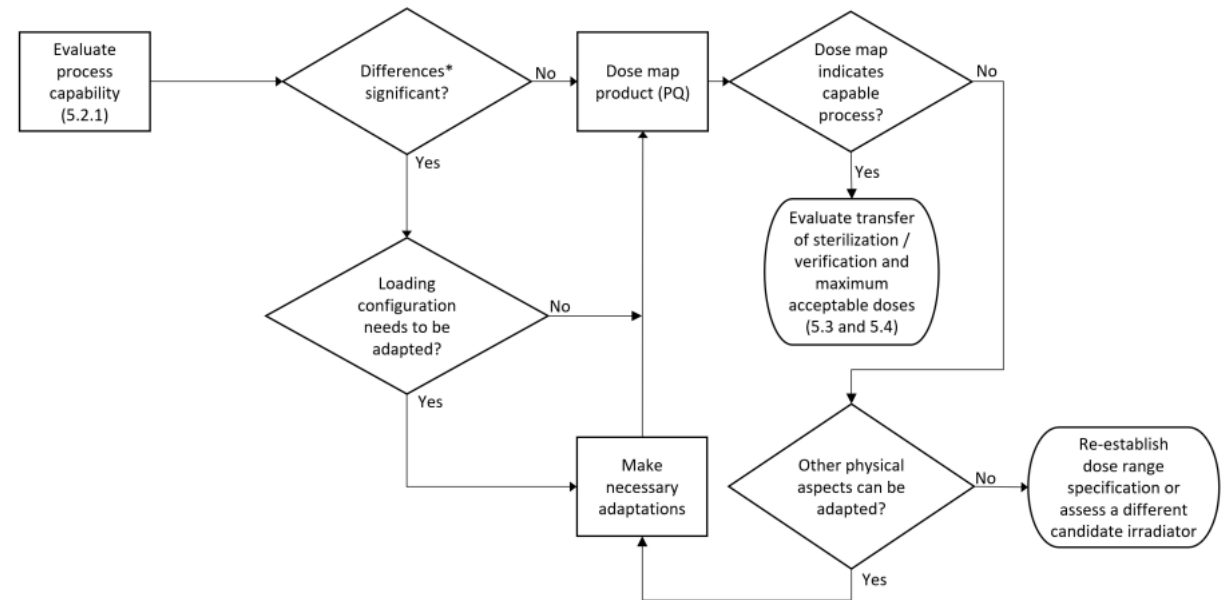 Evaluate
process
capability
(5.2.1)
Differences*
significant?
No
Yes
Dose map
product (PQ)
Dose map
indicates
capable
process?
No
Yes
Evaluate transfer
of sterilization /
verification and
maximum
acceptable doses
(5.3 and 5.4)
Loading
configuration
needs to be
adapted?
No
Yes
Make
necessary
adaptations
Other physical
aspects can be
adapted?
No
Yes
Re-establish
dose range
specification or
assess a different
candidate irradiator